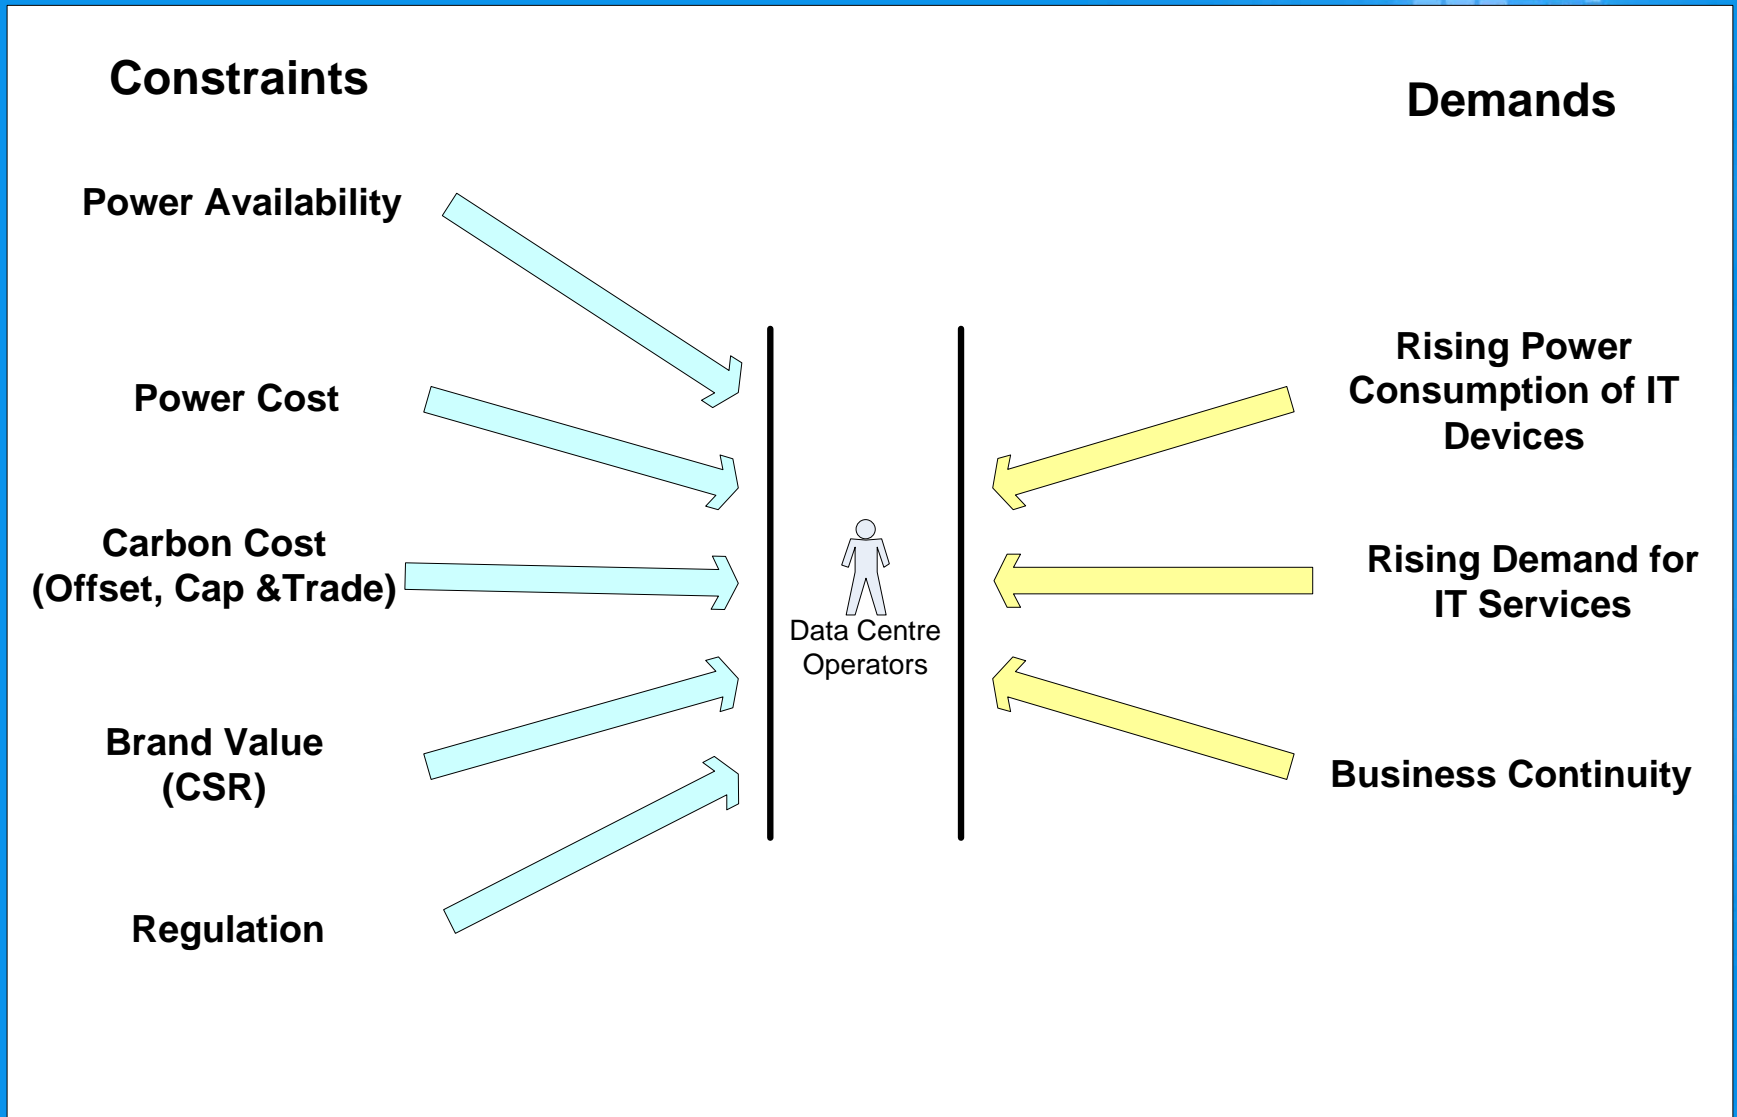 Constraints
Demands
Power Availability
Power Cost
Carbon Cost
(Offset, Cap &Trade)
Brand Value
(CSR)
Regulation
Data Centre
Operators
Rising Power
Consumption of IT
Devices
Rising Demand for
IT Services
Business Continuity